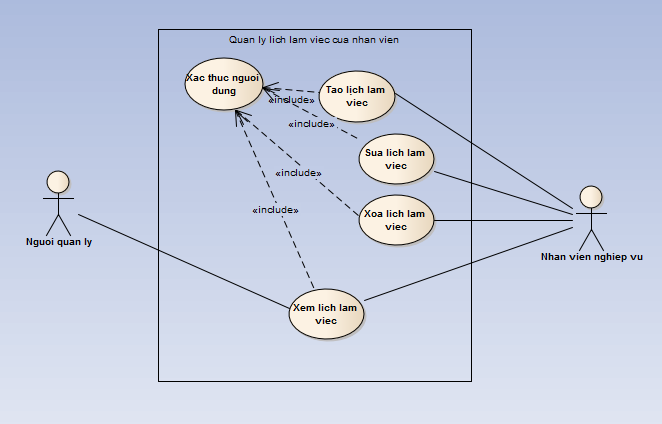 Quan ly lich lam viec cua nhan vien
Xac thuc nguoi
dung
Tao lịch lam
viec
«include»
«include»
Sua lich lam
viec
«include»
Xoa lich lam
viec
«include»
Nguoi quan ly
Nhan vien nghiep vu
Xem lich lam
viec